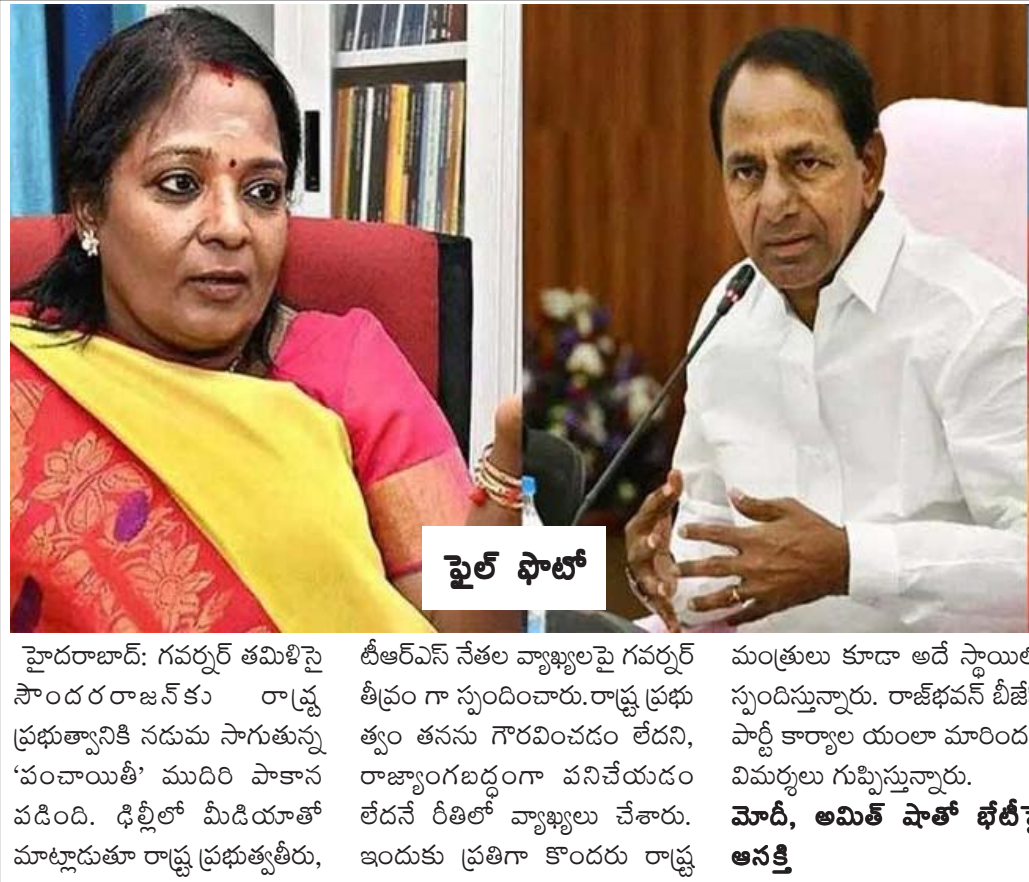 ఫైల్ ఫొటో
హైదరాబాద్: గవర్నర్ తమిళిసై
సౌందరరాజన్‌కు రాష్ట్ర
ప్రభుత్వానికి నడుమ సాగుతున్న
‘పంచాయితీ’ ముదిరి పాకాన
పడింది. ఢిల్లీలో మీడియాతో
మాట్లాడుతూ రాష్ట్ర ప్రభుత్వతీరు,
టీఆర్ఎస్ నేతల వ్యాఖ్యలపై గవర్నర్
తీవ్రం గా స్పందించారు.రాష్ట్ర ప్రభు
త్వం తనను గౌరవించడం లేదని,
రాజ్యాంగబద్ధంగా పనిచేయడం
లేదనే రీతిలో వ్యాఖ్యలు చేశారు.
ఇందుకు ప్రతిగా కొందరు రాష్ట్ర
మంత్రులు కూడా అదే
స్పందిస్తున్నారు. రాజ్‌భవన్
పార్టీ కార్యాల యంలా
విమర్శలు గుప్పిస్తున్నారు.
మోదీ, అమిత్ షాతో
ఆసక్తి